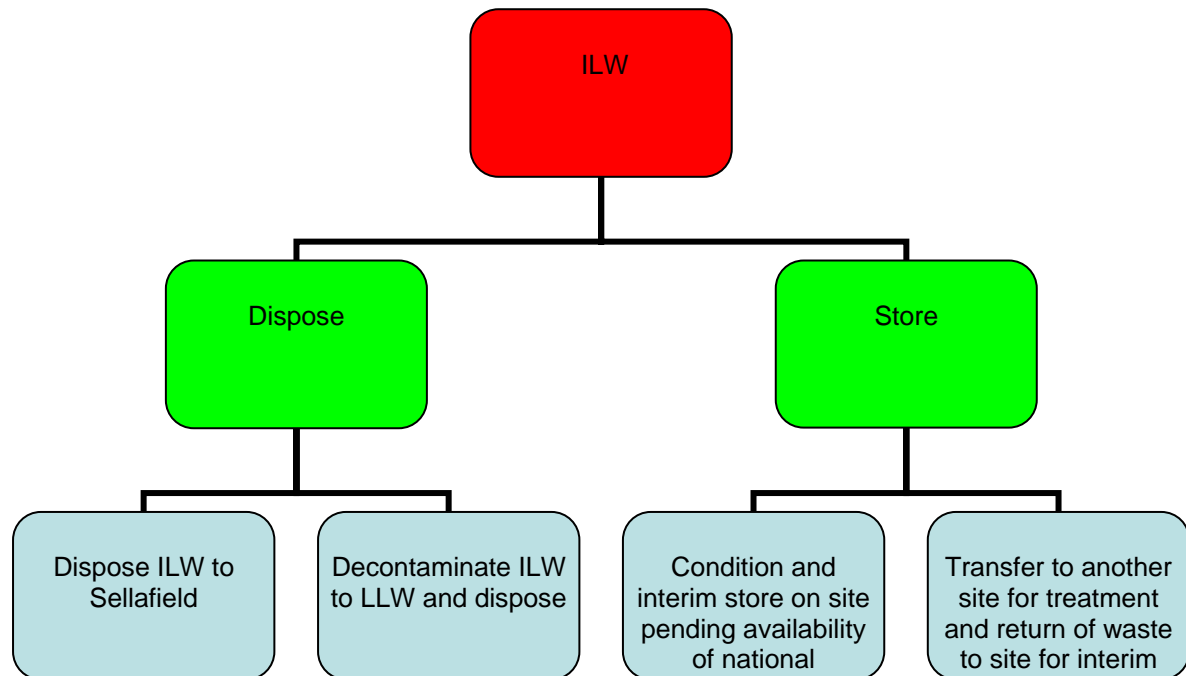 ILW
Dispose
Store
Dispose ILW to
Sellafield
Decontaminate ILW
to LLW and dispose
Condition and
interim store on site
pending availability
of national
Transfer to another
site for treatment
and return of waste
to site for interim